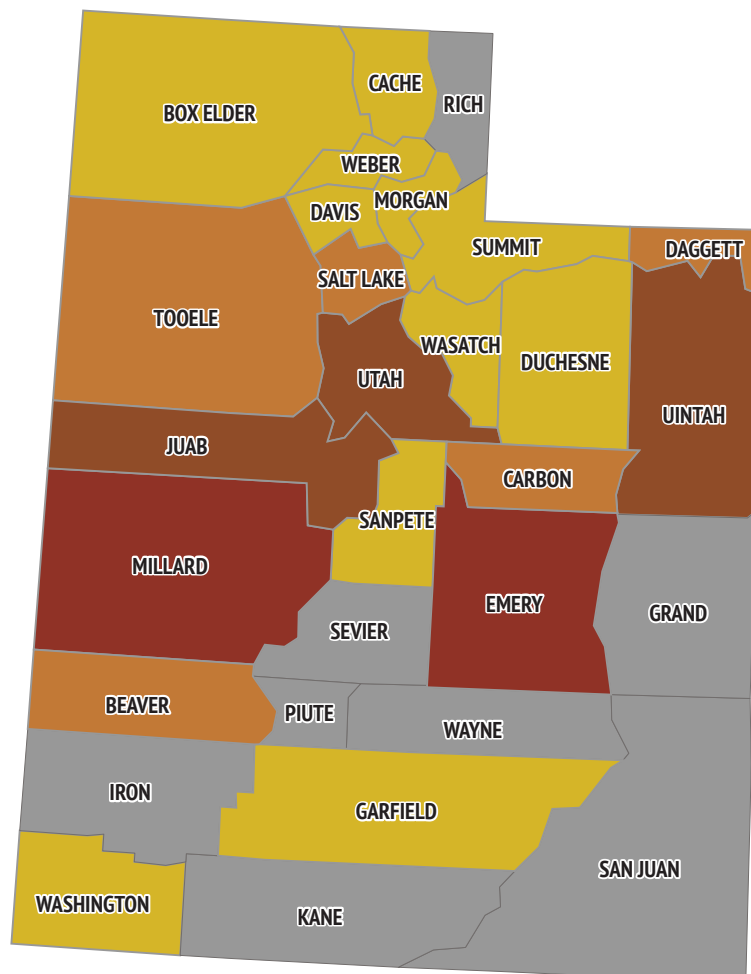 CACHE
RICH
BOX ELDER
WEBER
MORGAN
DAVIS
SUMMIT
DAGGETT
SALT LAKE
TOOELE
WASATCH
DUCHESNE
UTAH
UINTAH
JUAB
CARBON
SANPETE
MILLARD
EMERY
GRAND
SEVIER
BEAVER
PIUTE
WAYNE
IRON
GARFIELD
SAN JUAN
WASHINGTON
KANE